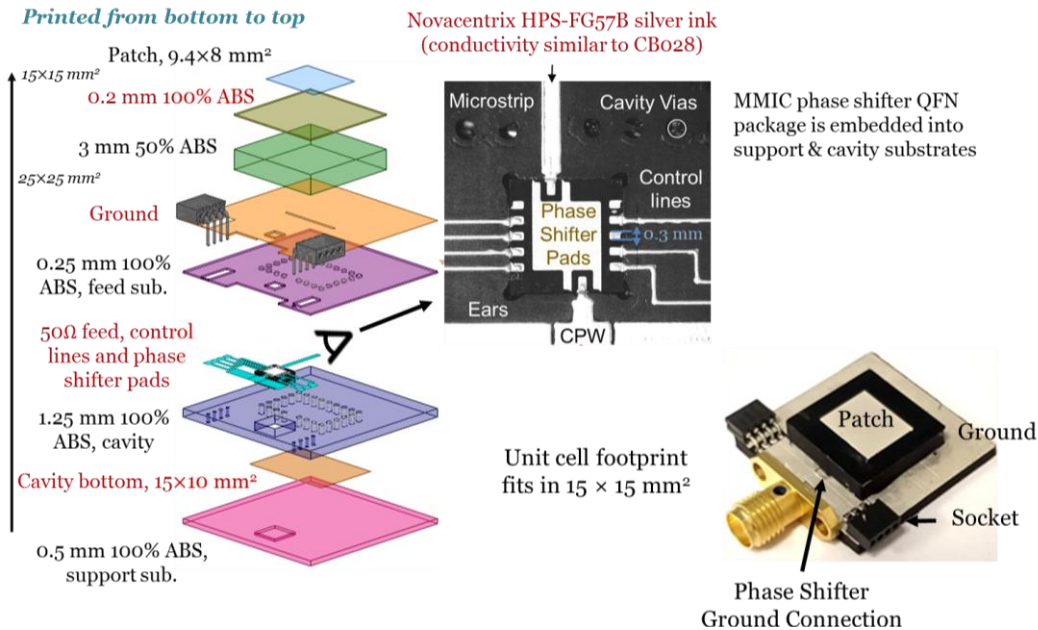 Printed from bottom to top
Patch, 9.4×8 mm²
15×15 mm²
0.2 mm 100% ABS
3 mm 50% ABS
25×25 mm²
Ground
0.25 mm 100%
ABS, feed sub.
50Ω feed, control
lines and phase
shifter pads
1.25 mm 100%
ABS, cavity
Cavity bottom, 15×10 mm²
0.5 mm 100% ABS,
support sub.
Novacentrix HPS-FG57B silver ink
(conductivity similar to CB028)
Microstrip
Cavity Vias
Control
lines
Phase
Shifter
Pads
0.3 mm
Ears
CPW
MMIC phase shifter QFN
package is embedded into
support & cavity substrates
Unit cell footprint
fits in 15 × 15 mm²
Patch
Ground
Socket
Phase Shifter
Ground Connection